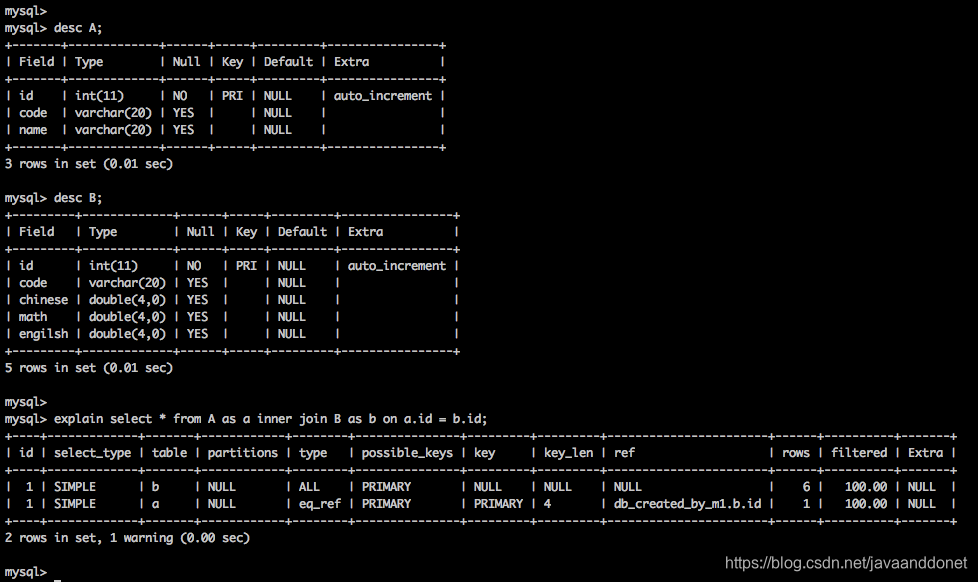 mysql>
mysql> desc A;
+-------+-------------+------+-----+---------+----------------+
| Field | Type        | Null | Key | Default | Extra          |
+-------+-------------+------+-----+---------+----------------+
| id    | int(11)     | NO   | PRI | NULL    | auto_increment |
| code  | varchar(20) | YES  |     | NULL    |                |
| name  | varchar(20) | YES  |     | NULL    |                |
+-------+-------------+------+-----+---------+----------------+
3 rows in set (0.01 sec)
mysql> desc B;
+---------+-------------+------+-----+---------+----------------+
| Field   | Type        | Null | Key | Default | Extra          |
+---------+-------------+------+-----+---------+----------------+
| id      | int(11)     | NO   | PRI | NULL    | auto_increment |
| code    | varchar(20) | YES  |     | NULL    |                |
| chinese | double(4,0) | YES  |     | NULL    |                |
| math    | double(4,0) | YES  |     | NULL    |                |
| engilsh | double(4,0) | YES  |     | NULL    |                |
+---------+-------------+------+-----+---------+----------------+
5 rows in set (0.01 sec)
mysql>
mysql> explain select * from A as a inner join B as b on a.id = b.id;
+----+-------------+-------+------------+--------+---------------+---------+---------+-----------------------+------+----------+-------+
| id | select_type | table | partitions | type   | possible_keys | key     | key_len | ref                   | rows | filtered | Extra |
+----+-------------+-------+------------+--------+---------------+---------+---------+-----------------------+------+----------+-------+
|  1 | SIMPLE      | b     | NULL       | ALL    | PRIMARY       | NULL    | NULL    | NULL                  |    6 |   100.00 | NULL  |
|  1 | SIMPLE      | a     | NULL       | eq_ref | PRIMARY       | PRIMARY | 4       | db_created_by_m1.b.id |    1 |   100.00 | NULL  |
+----+-------------+-------+------------+--------+---------------+---------+---------+-----------------------+------+----------+-------+
2 rows in set, 1 warning (0.00 sec)
mysql>
https://blog.csdn.net/javaanddonet